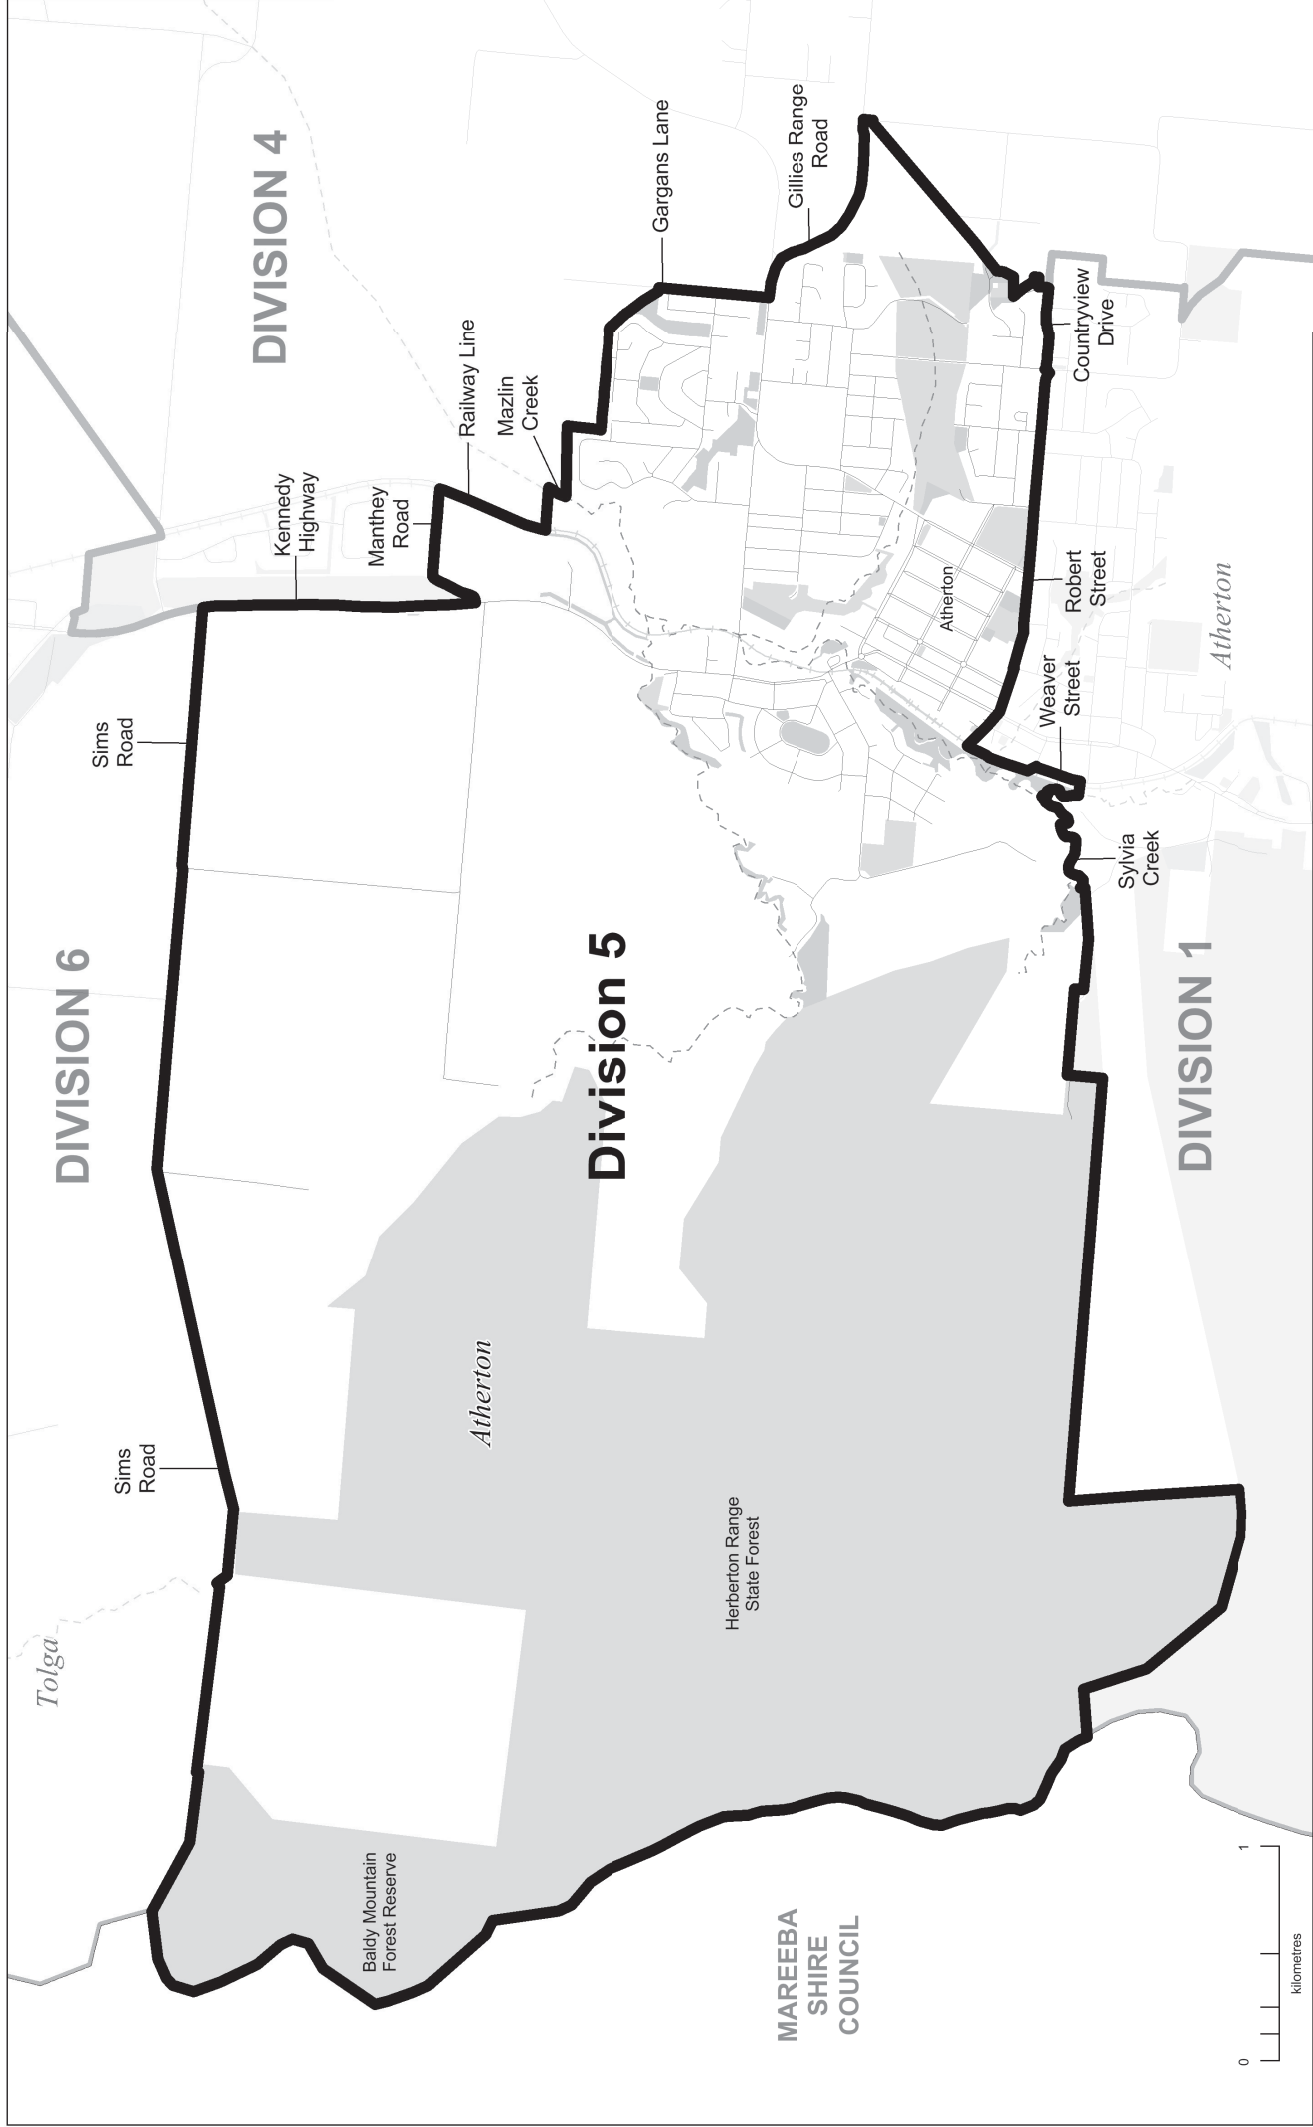 DIVISION 6
DIVISION 4
Tolga
Sims
Road
Sims
Road
Kennedy
Highway
Manthey
Road
Railway Line
Mazlin
Creek
Gargans Lane
Gillies Range
Road
Baldy Mountain
Forest Reserve
Atherton
Division 5
Herberton Range
State Forest
MAREEBA
SHIRE
COUNCIL
Atherton
Countryview
Drive
Robert
Street
Weaver
Street
Sylvia
Creek
DIVISION 1
Atherton
0
1
kilometres